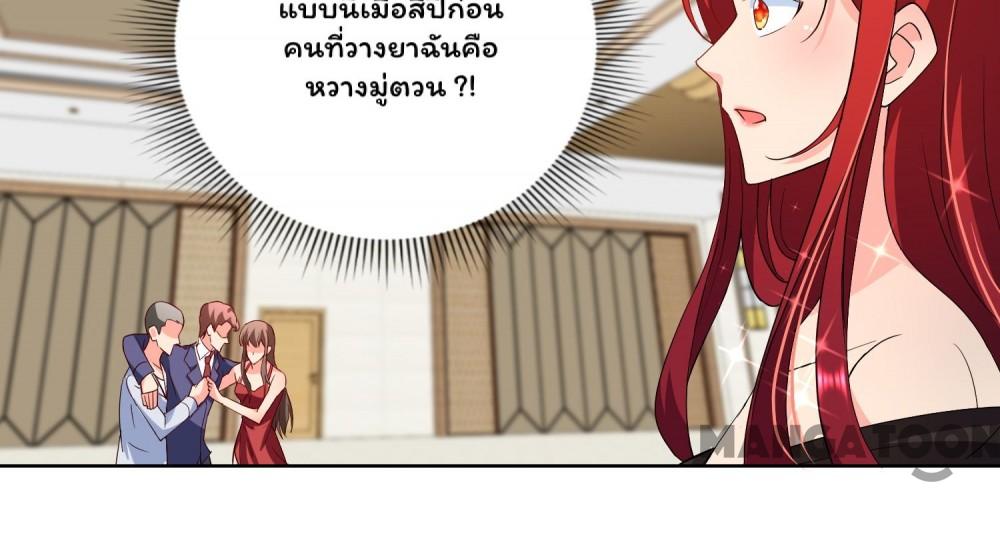 แบบนี้เมื่อสิบปีก่อน
คนที่วางยาฉันคือ
หวางมู่ตวน ?!
MANGATOON